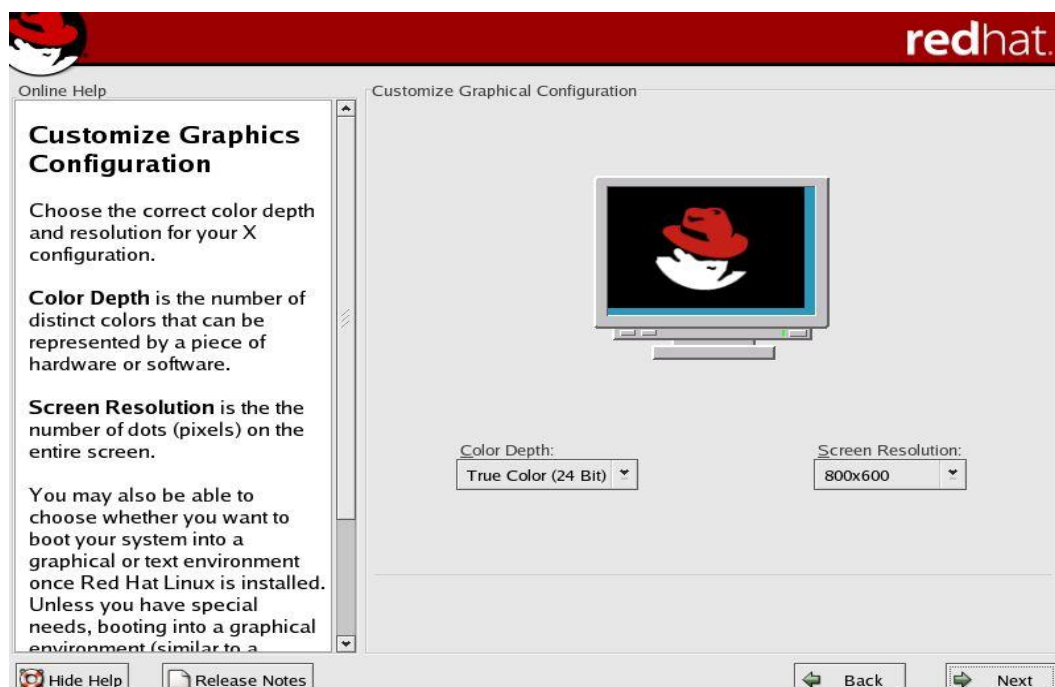 redhat.
Online Help
Customize Graphics
Configuration
Choose the correct color depth
and resolution for your X
configuration.
Color Depth is the number of
distinct colors that can be
represented by a piece of
hardware or software.
Screen Resolution is the the
number of dots (pixels) on the
entire screen.
You may also be able to
choose whether you want to
boot your system into a
graphical or text environment
once Red Hat Linux is installed.
Unless you have special
needs, booting into a graphical
environment (similar to a
Customize Graphical Configuration
Color Depth:
True Color (24 Bit)
Screen Resolution:
800x600
Hide Help
Release Notes
Back
Next